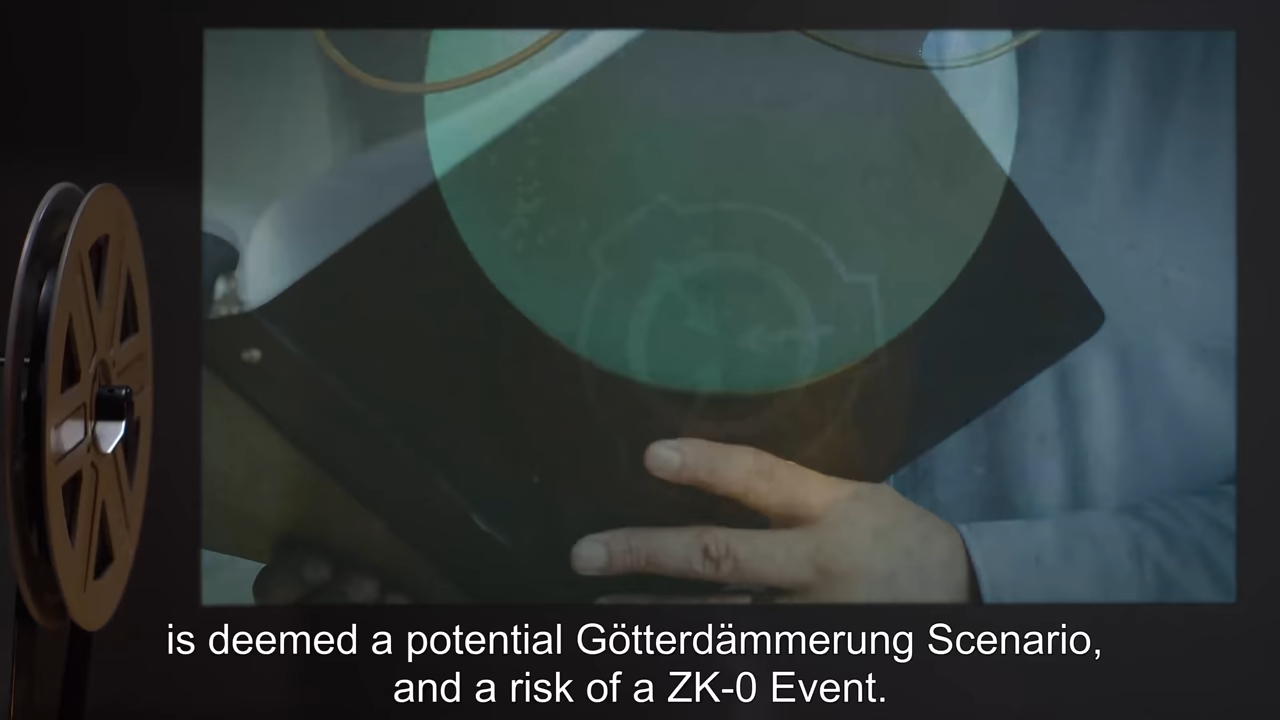 is deemed a potential Götterdämmerung Scenario,
and a risk of a ZK-0 Event.